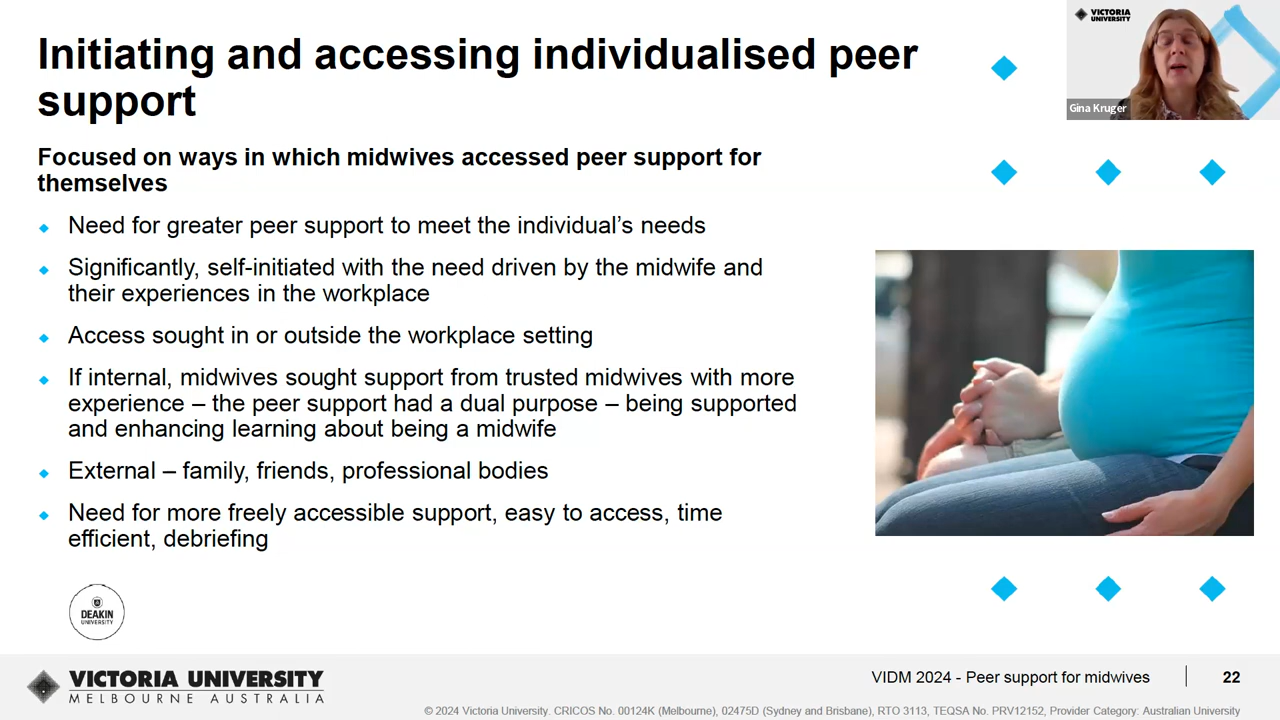 Initiating and accessing individualised peer
support
Focused on ways in which midwives accessed peer support for
themselves
Need for greater peer support to meet the individual’s needs
Significantly, self-initiated with the need driven by the midwife and
their experiences in the workplace
Access sought in or outside the workplace setting
If internal, midwives sought support from trusted midwives with more
experience – the peer support had a dual purpose – being supported
and enhancing learning about being a midwife
External – family, friends, professional bodies
Need for more freely accessible support, easy to access, time
efficient, debriefing
VICTORIA
UNIVERSITY
Gina Kruger
DEAKIN
UNIVERSITY
VICTORIA UNIVERSITY
MELBOURNE AUSTRALIA
VIDM 2024 - Peer support for midwives
22
© 2024 Victoria University. CRICOS No. 00124K (Melbourne), 02475D (Sydney and Brisbane), RTO 3113, TEQSA No. PRV12152, Provider Category: Australian University